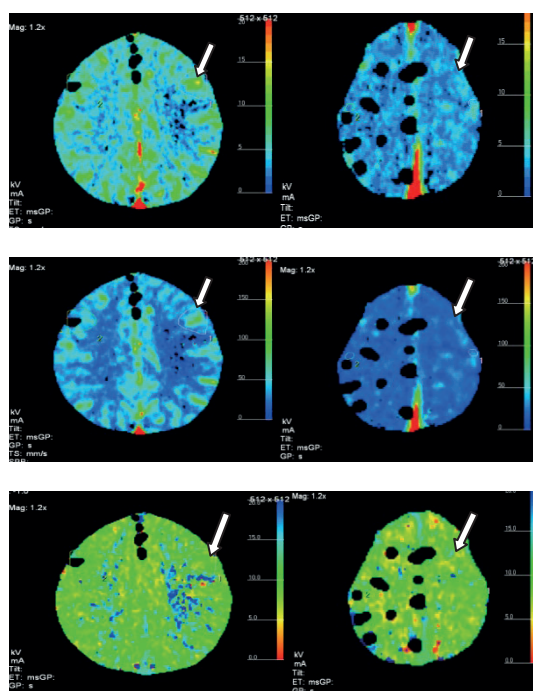 Mag: 1.2x
512 × 512
15
10
5
0
kV
mA
Tilt:
ET: msGP:
GP: s
15
10
5
0
kV
mA
Tilt:
ET: msGP:
Mag: 1.2x
512 × 512
150
100
50
0
kV
mA
Tilt:
ET: msGP:
GP: s
TS: mm/s
1
Mag: 1.2x
150
100
50
0
kV
mA
Tilt:
ET: msGP:
GP: s
1
Mag: 1.2x
512 × 512
15.0
10.0
5.0
0.0
kV
mA
Tilt:
ET: msGP:
GP: s
Mag: 1.2x
15.0
10.0
5.0
0.0
kV
mA
Tilt:
ET: msGP: